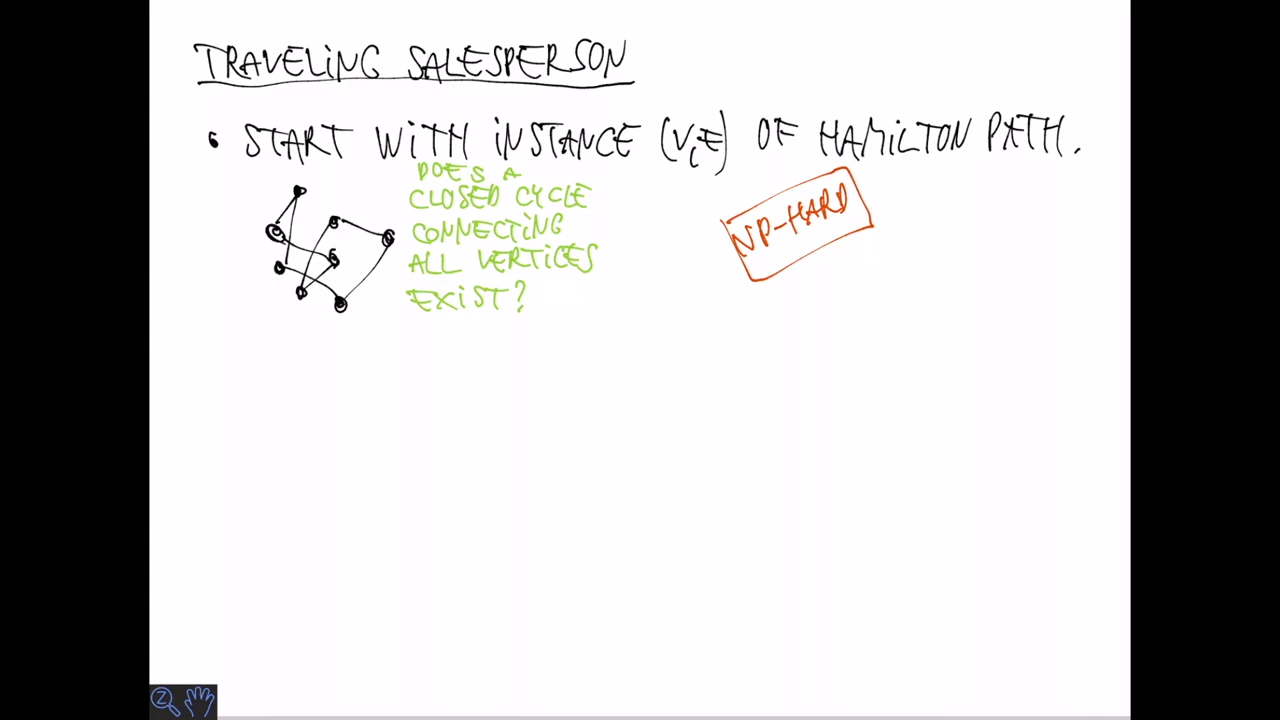 TRAVELING SALESPERSON
• START WITH INSTANCE (V,E) OF HAMILTON PATH.
DOES A
CLOSED CYCLE
CONNECTING
ALL VERTICES
EXIST?
NP-HARD